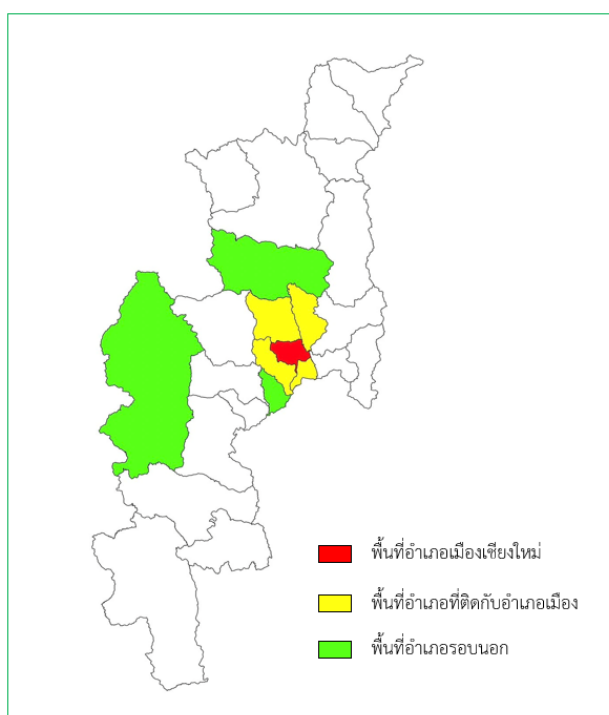 พื้นที่อำเภอเมืองเชียงใหม่
พื้นที่อำเภอที่ติดกับอำเภอเมือง
พื้นที่อำเภอรอบนอก